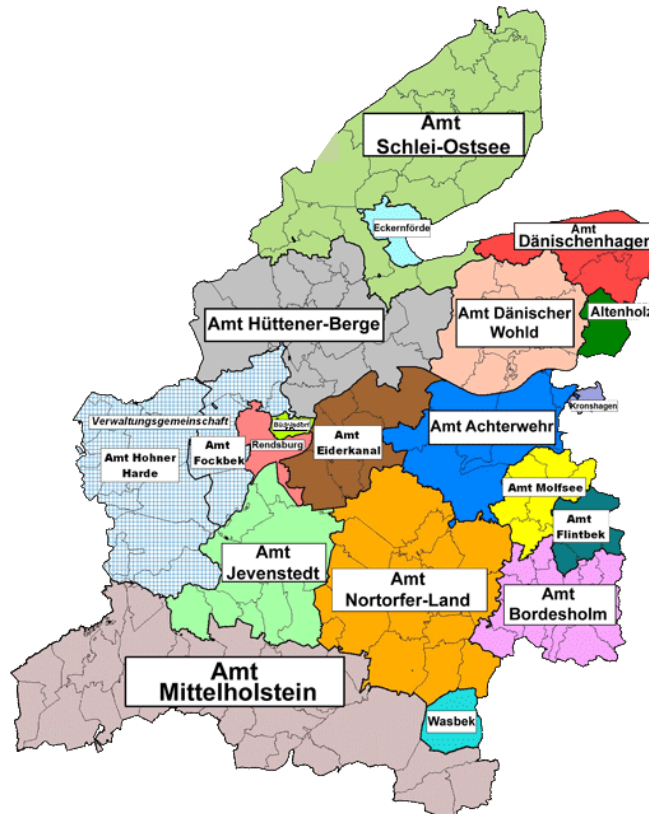 Amt
Schlei-Ostsee
Eckernförde
Amt
Dänischenhagen
Amt Hüttener-Berge
Amt Dänischer
Wohld
Altenholz
Verwaltungsgemeinschaft
Amt Hohner
Harde
Amt
Fockbek
Rendsburg
Amt
Eiderkanal
Amt Achterwehr
Kronshagen
Amt Molfsee
Amt
Flintbek
Amt
Jevenstedt
Amt
Nortorfer-Land
Amt
Bordesholm
Amt
Mittelholstein
Wasbek